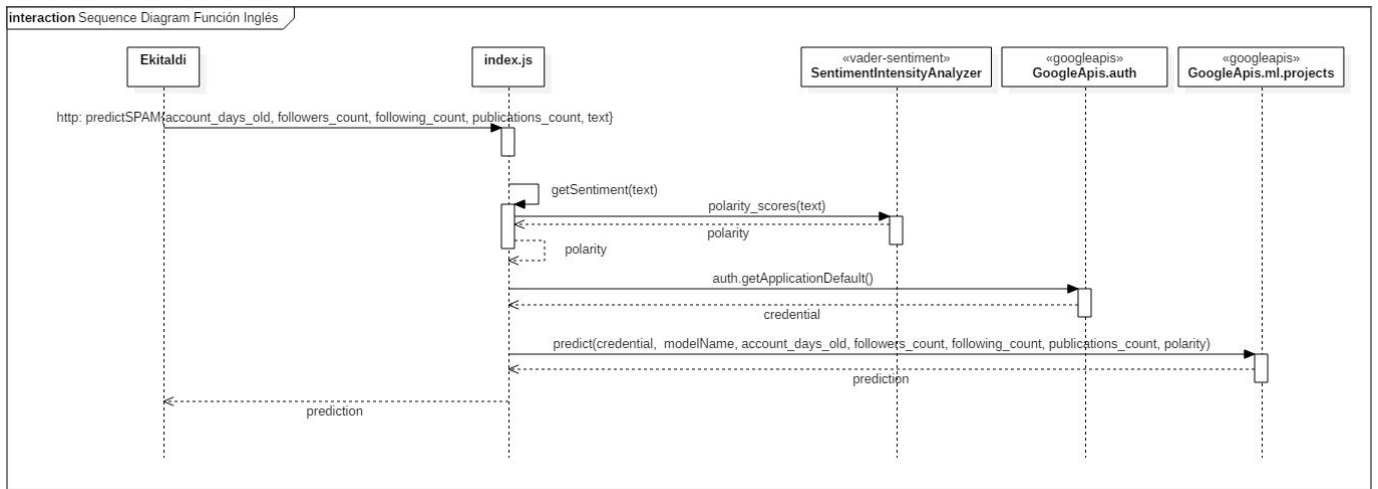 interaction Sequence Diagram Función Inglés
Ekitaldi
index.js
«vader-sentiment»
SentimentIntensityAnalyzer
«googleapis»
GoogleApis.auth
«googleapis»
GoogleApis.ml.projects
http: predictSPAM{account_days_old, followers_count, following_count, publications_count, text}
getSentiment(text)
polarity_scores(text)
polarity
polarity
auth.getApplicationDefault()
credential
predict(credential, modelName, account_days_old, followers_count, following_count, publications_count, polarity)
prediction
prediction